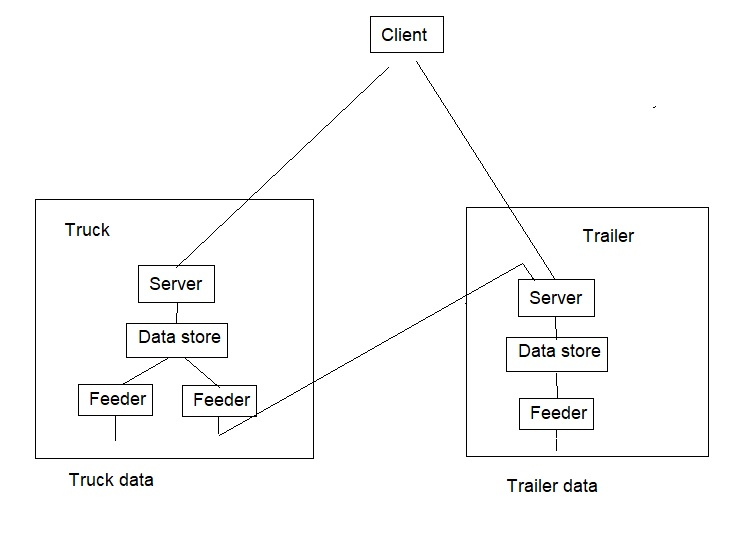 Client
Truck
Trailer
Server
Server
Data store
Data store
Feeder
Feeder
Feeder
Truck data
Trailer data